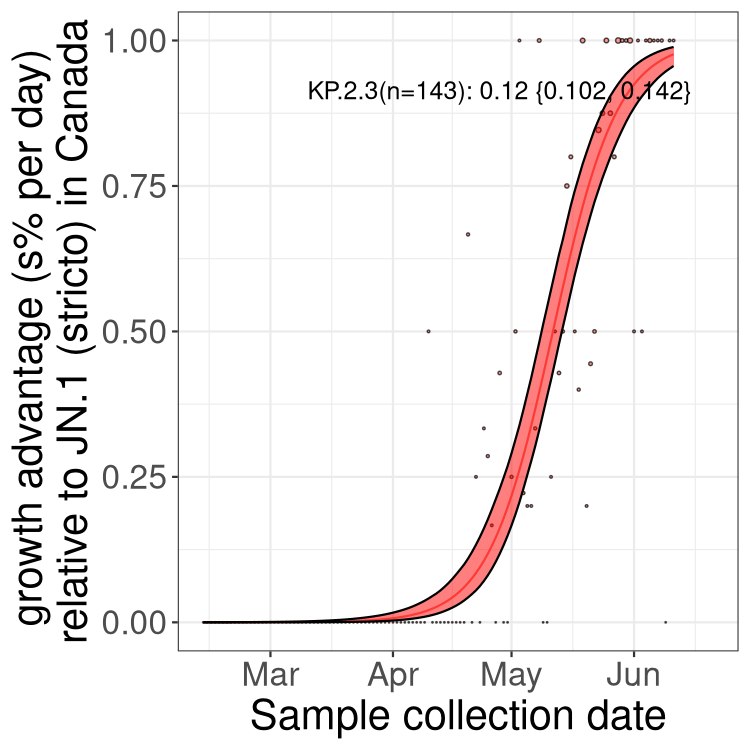 growth advantage (s% per day)
relative to JN.1 (stricto) in Canada
1.00
0.75
0.50
0.25
0.00
KP.2.3(n=143): 0.12 {0.102, 0.142}
Mar Apr May Jun
Sample collection date